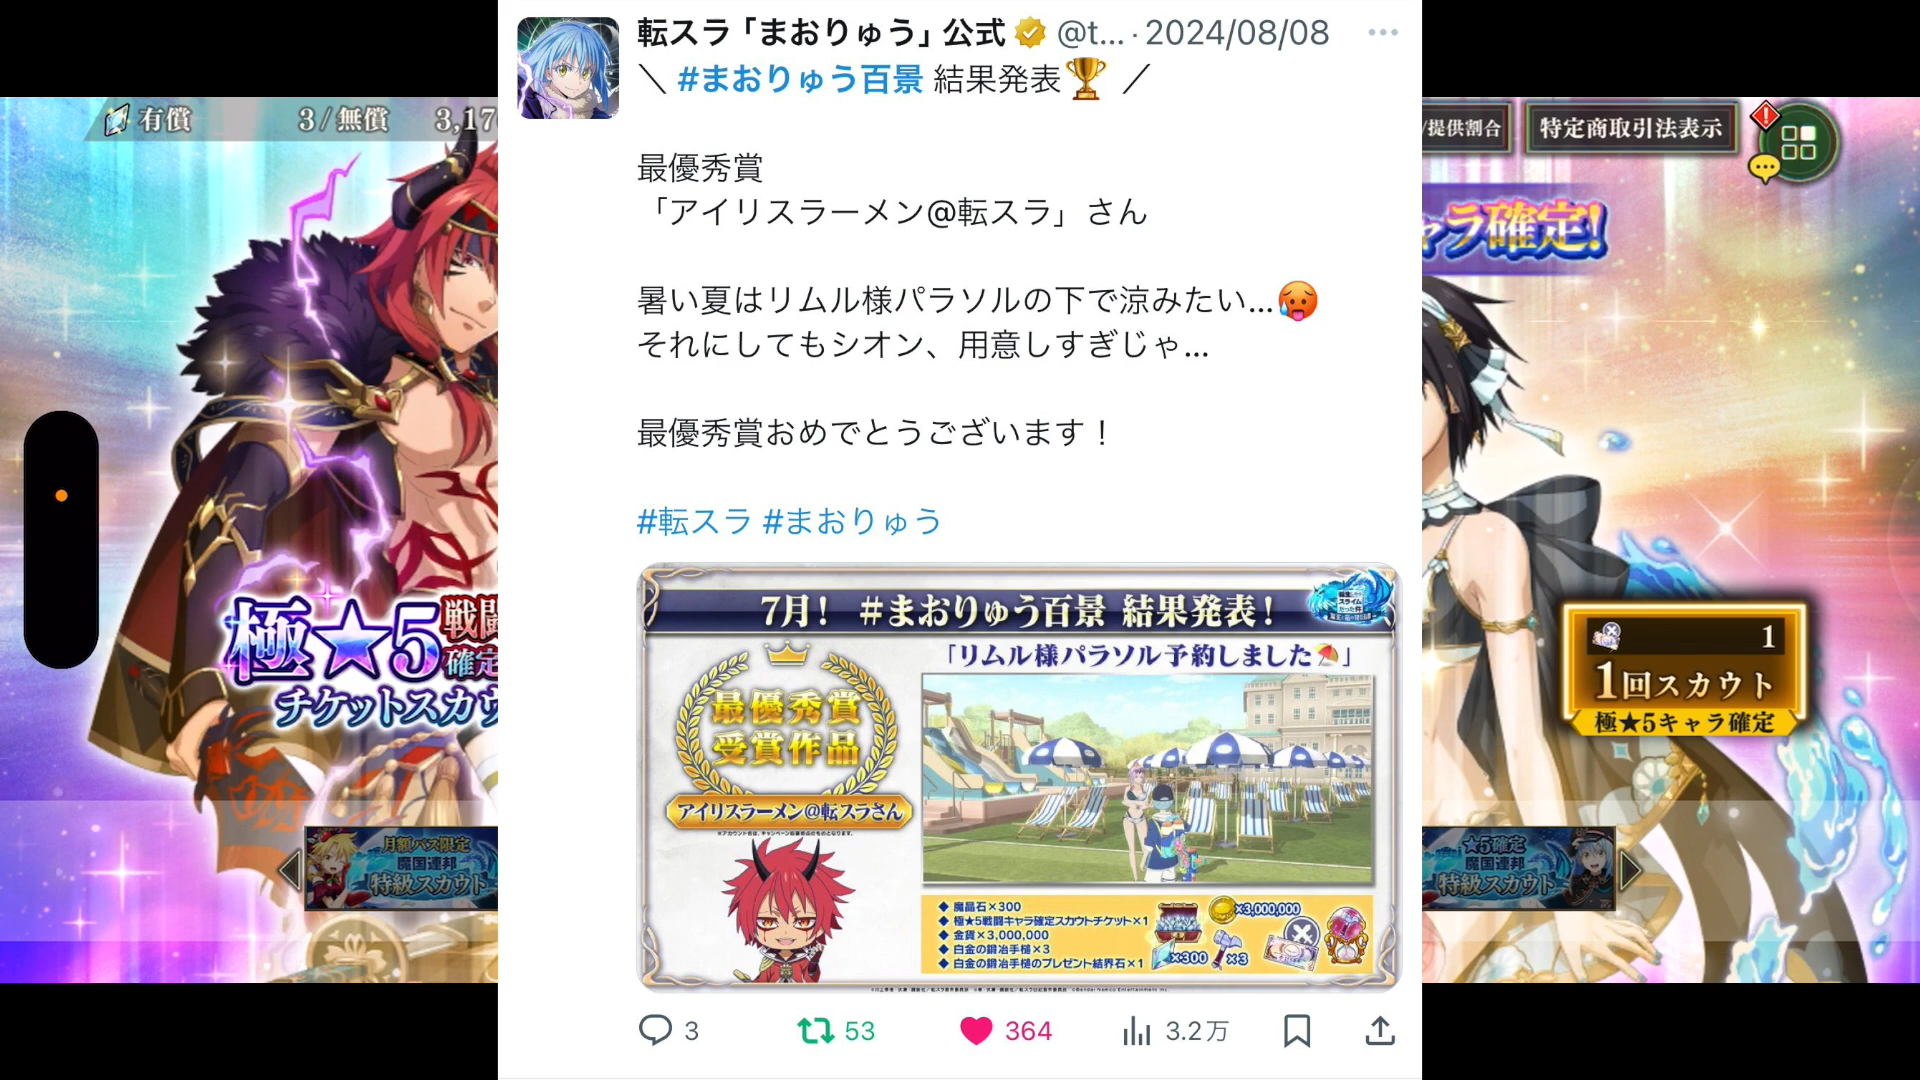 転スラ「まおりゅう」公式 @t... · 2024/08/08
＼ #まおりゅう百景 結果発表🏆 ／
最優秀賞
「アイリスラーメン@転スラ」さん
暑い夏はリムル様パラソルの下で涼みたい...🥵
それにしてもシオン、用意しすぎじゃ...
最優秀賞おめでとうございます！
#転スラ #まおりゅう
7月! #まおりゅう百景 結果発表!
「リムル様パラソル予約しました⛱」
最優秀賞
受賞作品
アイリスラーメン@転スラさん
◆ 魔晶石×300
◆ 極★5戦闘キャラ確定スカウトチケット×1
◆ 金貨×3,000,000
◆ 白金の鍛冶手槌×3
◆ 白金の鍛冶手槌のプレゼント結界石×1
×3,000,000
×300
×3
3
53
364
3.2万
有償
3/無償
3,17
極★5
戦闘
確定
チケットスカウ
月額パス限定
魔国連邦
特級スカウト
/提供割合
特定商取引法表示
ャラ確定!
1
1回スカウト
極★5キャラ確定
★5確定
魔国連邦
特級スカウト